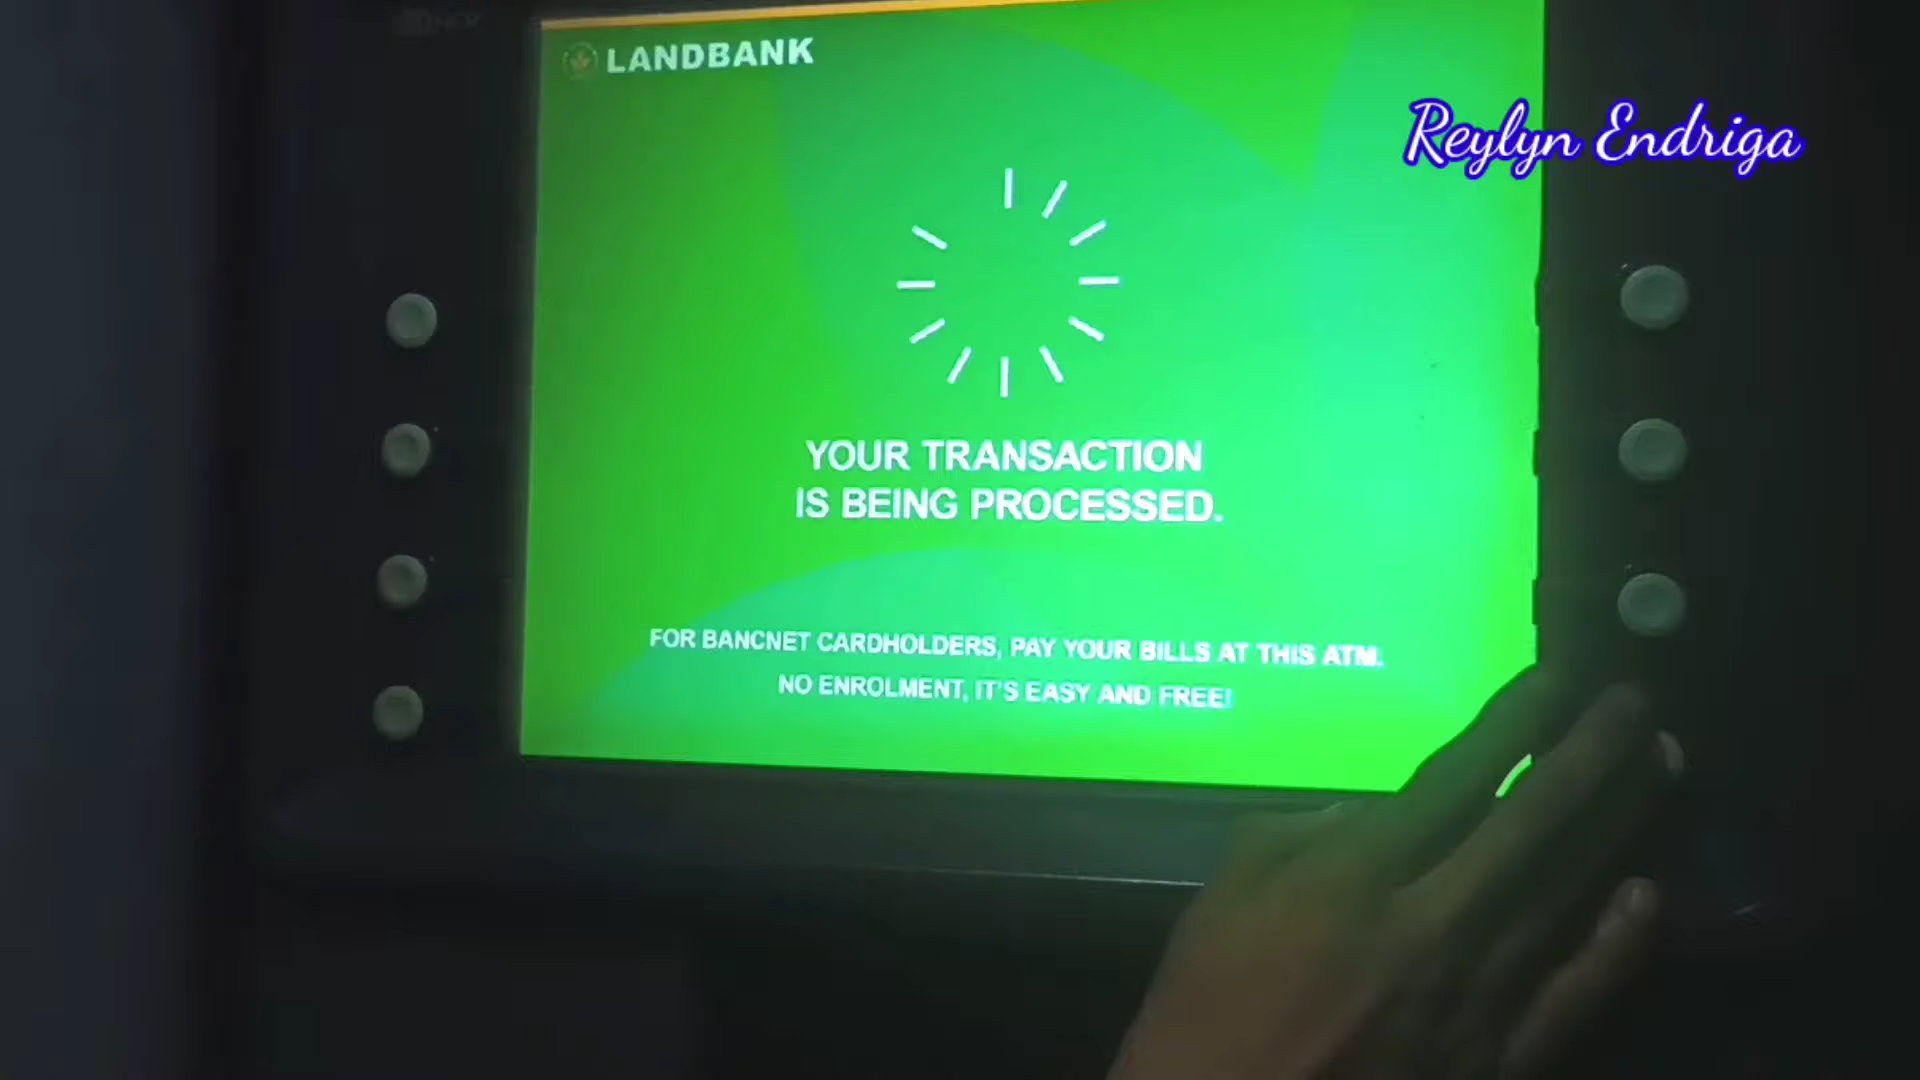 LANDBANK
Reylyn Endriga
YOUR TRANSACTION
IS BEING PROCESSED.
FOR BANCNET CARDHOLDERS, PAY YOUR BILLS AT THIS ATM.
NO ENROLMENT, IT'S EASY AND FREE!